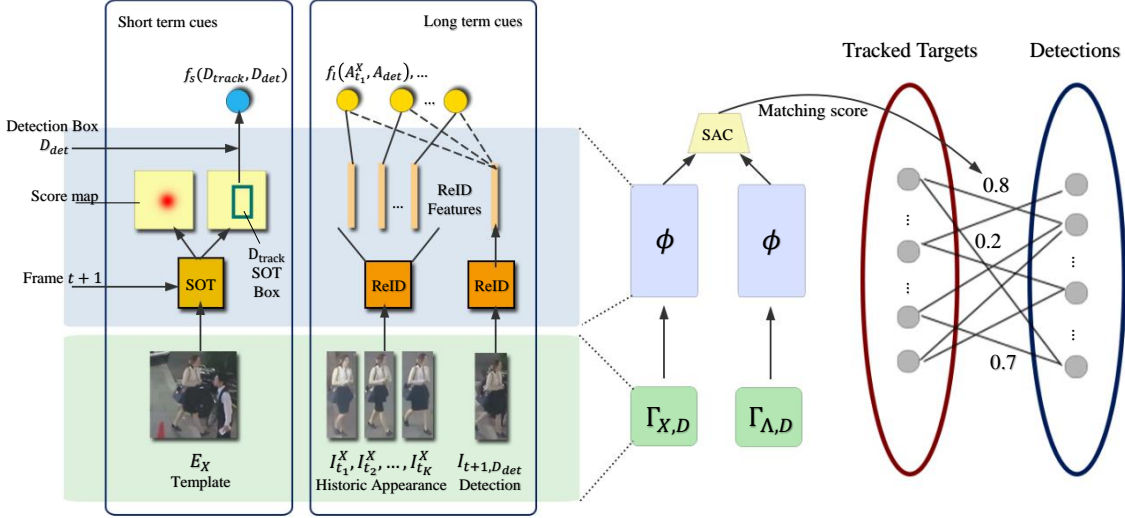 Short term cues
Long term cues
f_s(D_track, D_det)
f_l(A^X_{t_1}, A_det), ...
...
Detection Box
D_det
Score map
D_track
SOT
Box
ReID
Features
...
Frame t + 1
SOT
ReID
ReID
E_X
Template
I^X_{t_1}, I^X_{t_2}, ..., I^X_{t_K}
Historic Appearance
I_{t+1,D_det}
Detection
SAC
Matching score
ϕ
ϕ
Γ_{X,D}
Γ_{Λ,D}
Tracked Targets
Detections
0.8
0.2
0.7
...
...
...
...